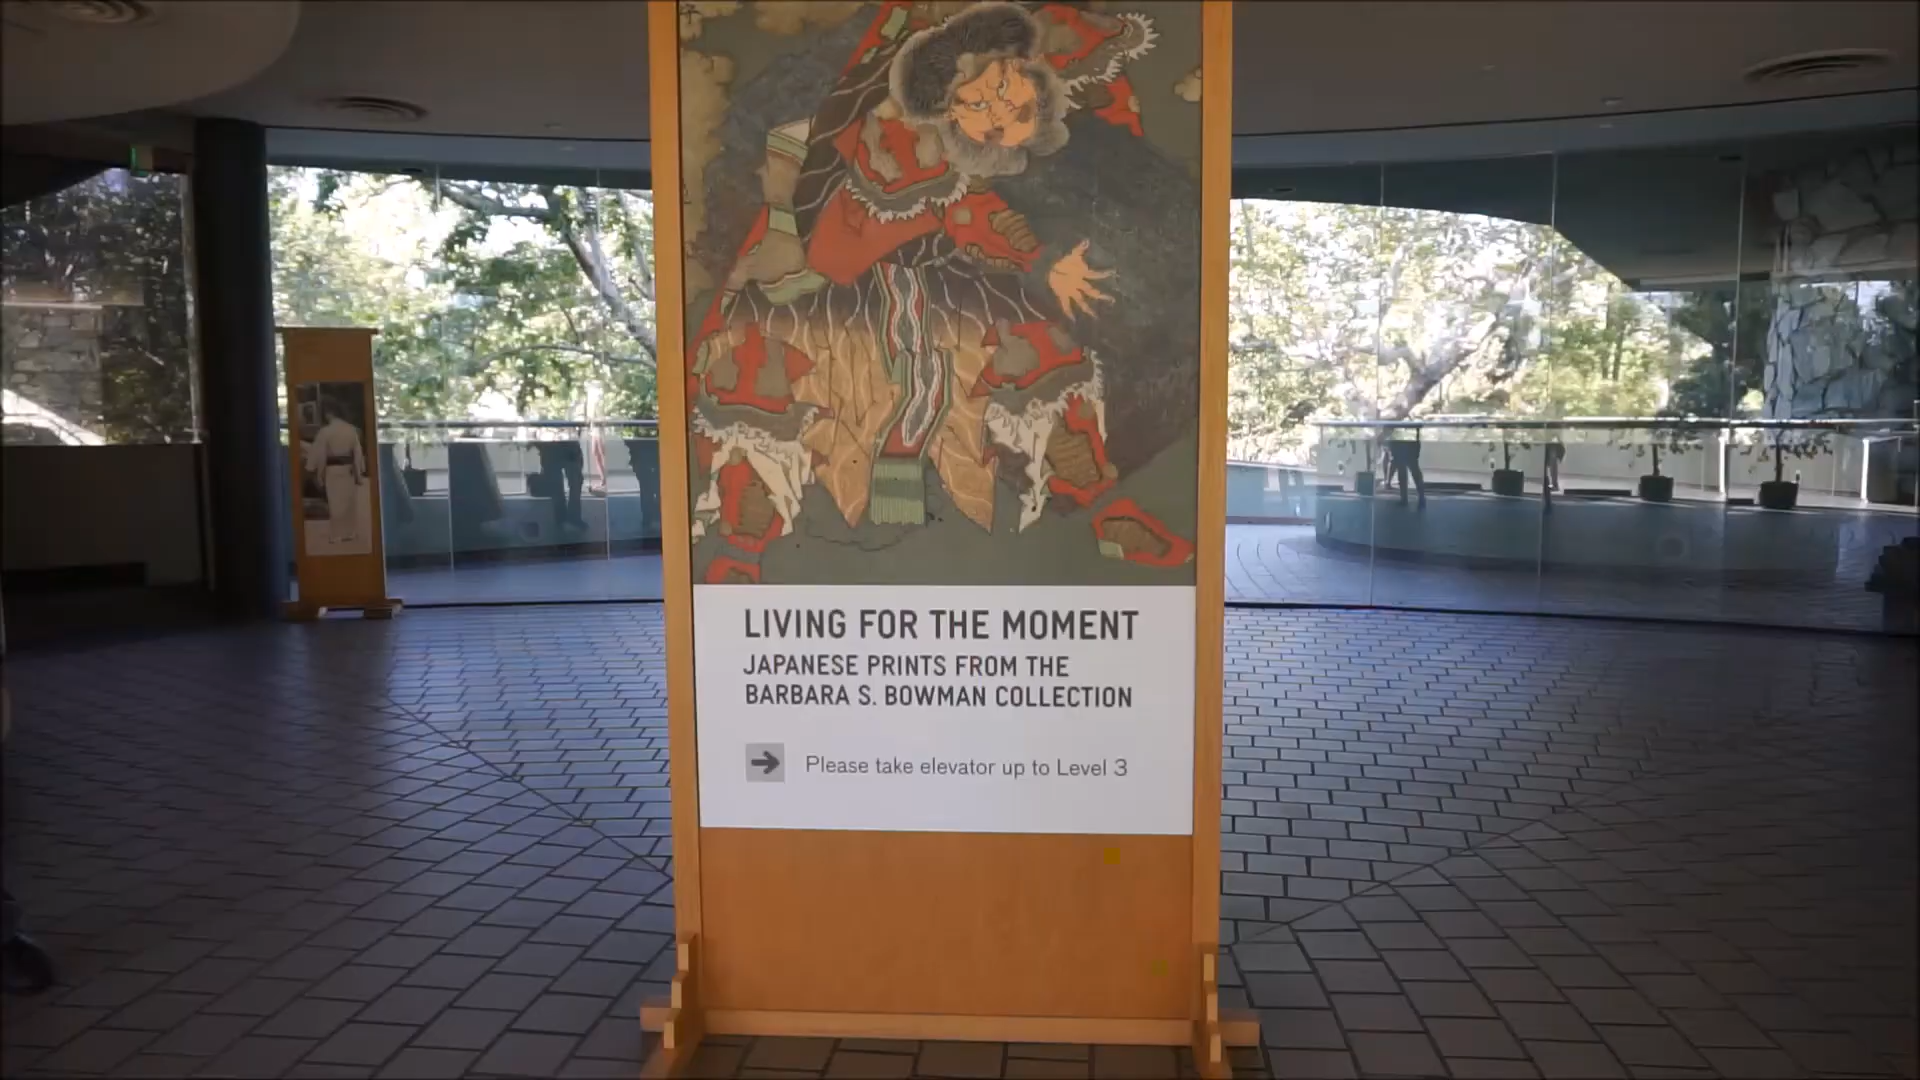 LIVING FOR THE MOMENT
JAPANESE PRINTS FROM THE
BARBARA S. BOWMAN COLLECTION
Please take elevator up to Level 3